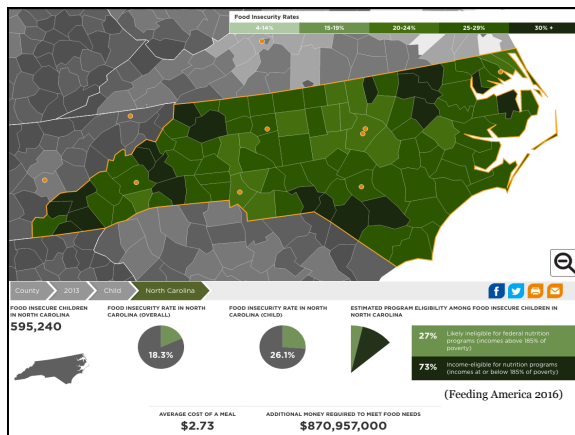 Food Insecurity Rates
4-14% 15-19% 20-24% 25-29% 30% +
County 2013 Child North Carolina
FOOD INSECURE CHILDREN
IN NORTH CAROLINA
595,240
FOOD INSECURITY RATE IN NORTH
CAROLINA (OVERALL)
18.3%
FOOD INSECURITY RATE IN NORTH
CAROLINA (CHILD)
26.1%
ESTIMATED PROGRAM ELIGIBILITY AMONG FOOD INSECURE CHILDREN IN
NORTH CAROLINA
27% Likely ineligible for federal nutrition
programs (incomes above 185% of
poverty)
73% Income-eligible for nutrition programs
(incomes at or below 185% of poverty)
(Feeding America 2016)
AVERAGE COST OF A MEAL
$2.73
ADDITIONAL MONEY REQUIRED TO MEET FOOD NEEDS
$870,957,000